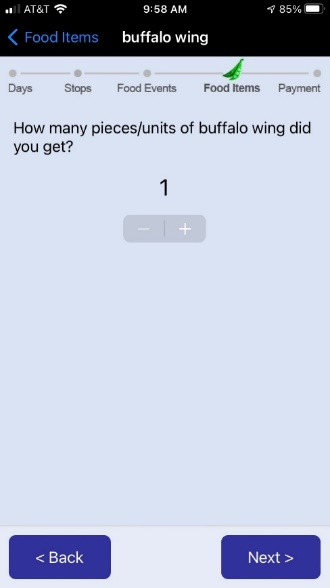 AT&T 9:58 AM 85%
< Food Items buffalo wing
Days Stops Food Events Food Items Payment
How many pieces/units of buffalo wing did
you get?
1
− +
< Back Next >